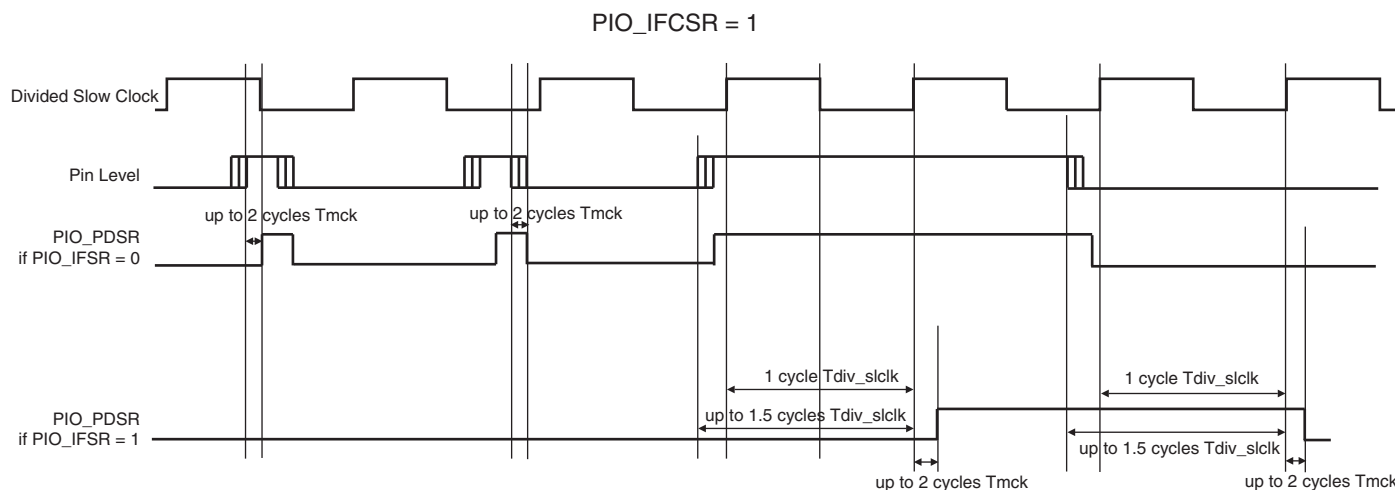 PIO_IFCSR = 1
Divided Slow Clock
Pin Level
up to 2 cycles Tmck
up to 2 cycles Tmck
PIO_PDSR
if PIO_IFSR = 0
1 cycle Tdiv_slclk
1 cycle Tdiv_slclk
PIO_PDSR
if PIO_IFSR = 1
up to 1.5 cycles Tdiv_slclk
up to 1.5 cycles Tdiv_slclk
up to 2 cycles Tmck
up to 2 cycles Tmck